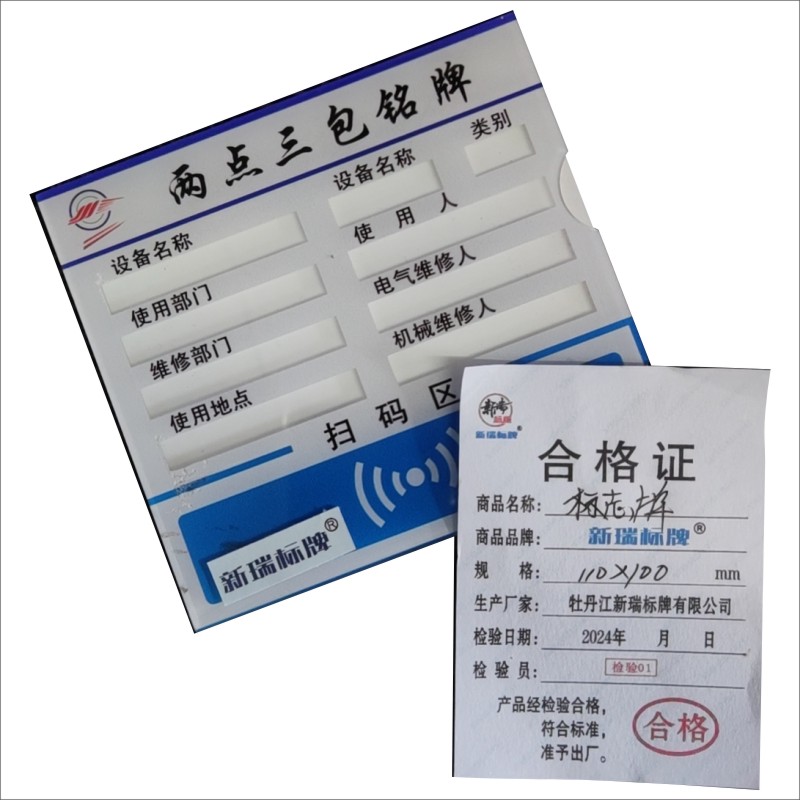 两点三包铭牌
设备名称
类别
设备名称
使用人
使用部门
电气维修人
维修部门
机械维修人
使用地点
扫码区
新瑞标牌®
新瑞标牌®
合格证
商品名称：标志牌
商品品牌：新瑞标牌®
规格：110X100 mm
生产厂家：牡丹江新瑞标牌有限公司
检验日期：2024年 月 日
检验员：检验01
产品经检验合格，
符合标准，
准予出厂。
合格